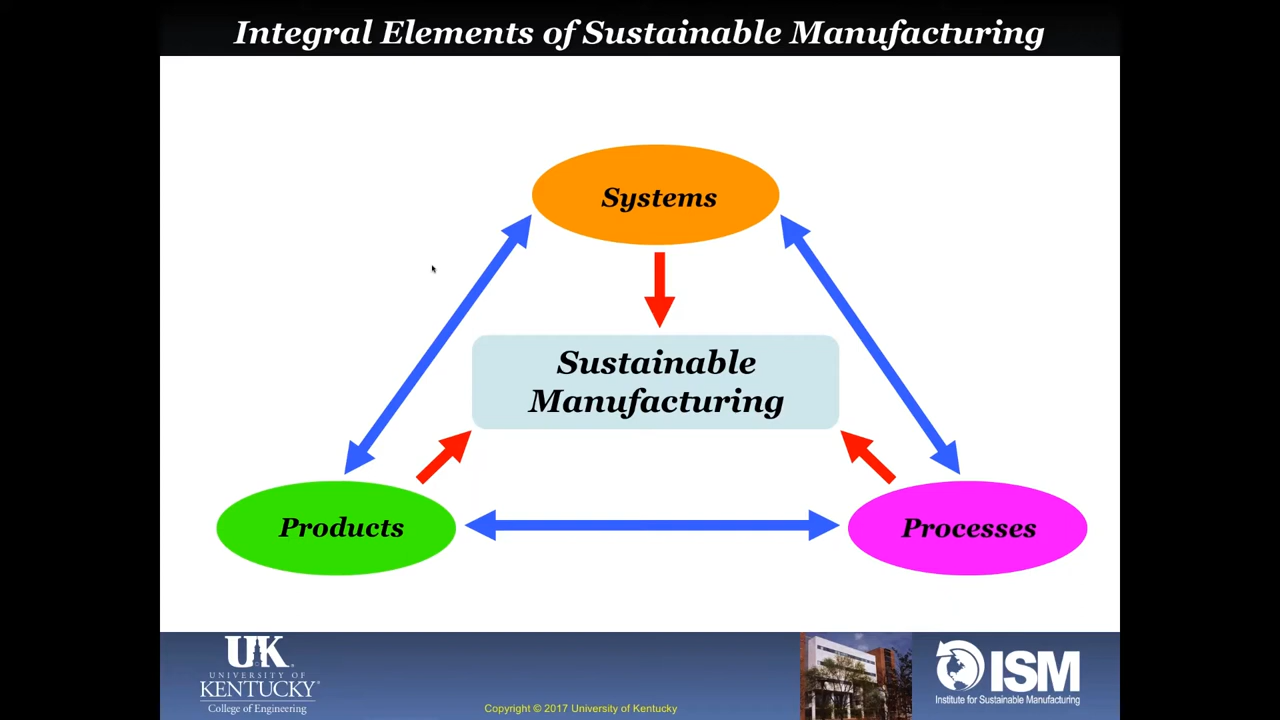 Integral Elements of Sustainable Manufacturing
Systems
Sustainable
Manufacturing
Products
Processes
UK
UNIVERSITY OF
KENTUCKY
College of Engineering
Copyright © 2017 University of Kentucky
ISM
Institute for Sustainable Manufacturing